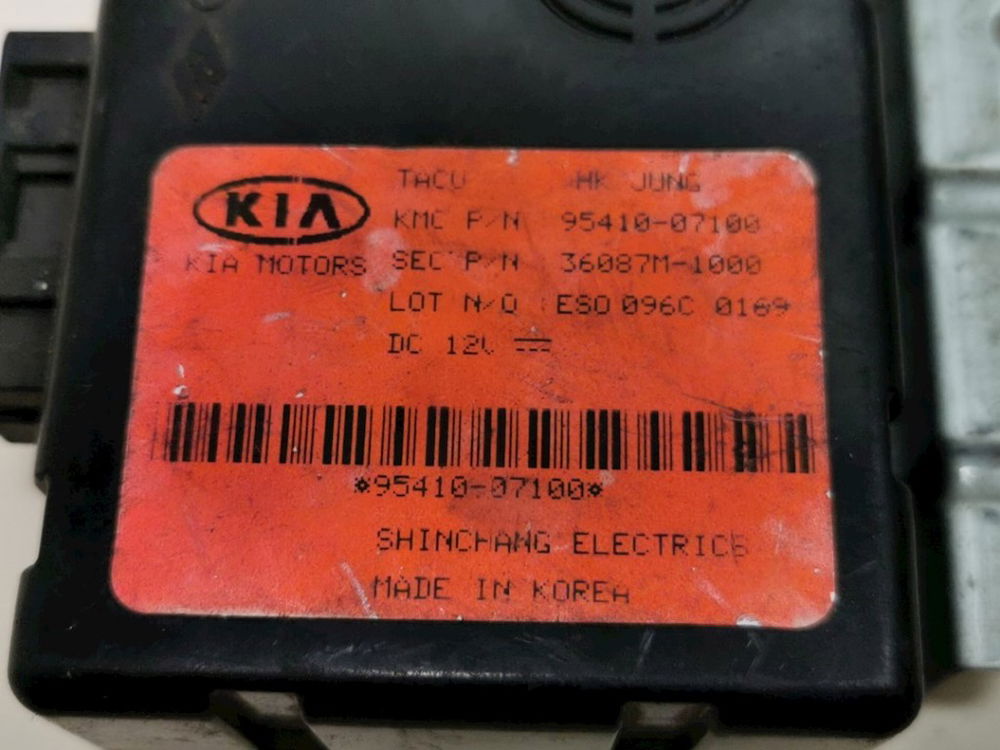 KIA
KIA MOTORS
TACU HK JUNG
KMC P/N 95410-07100
SEC P/N 36087M-1000
LOT N/O : ESO 096C 0169
DC 12V
*95410-07100*
SHINCHANG ELECTRICS
MADE IN KOREA